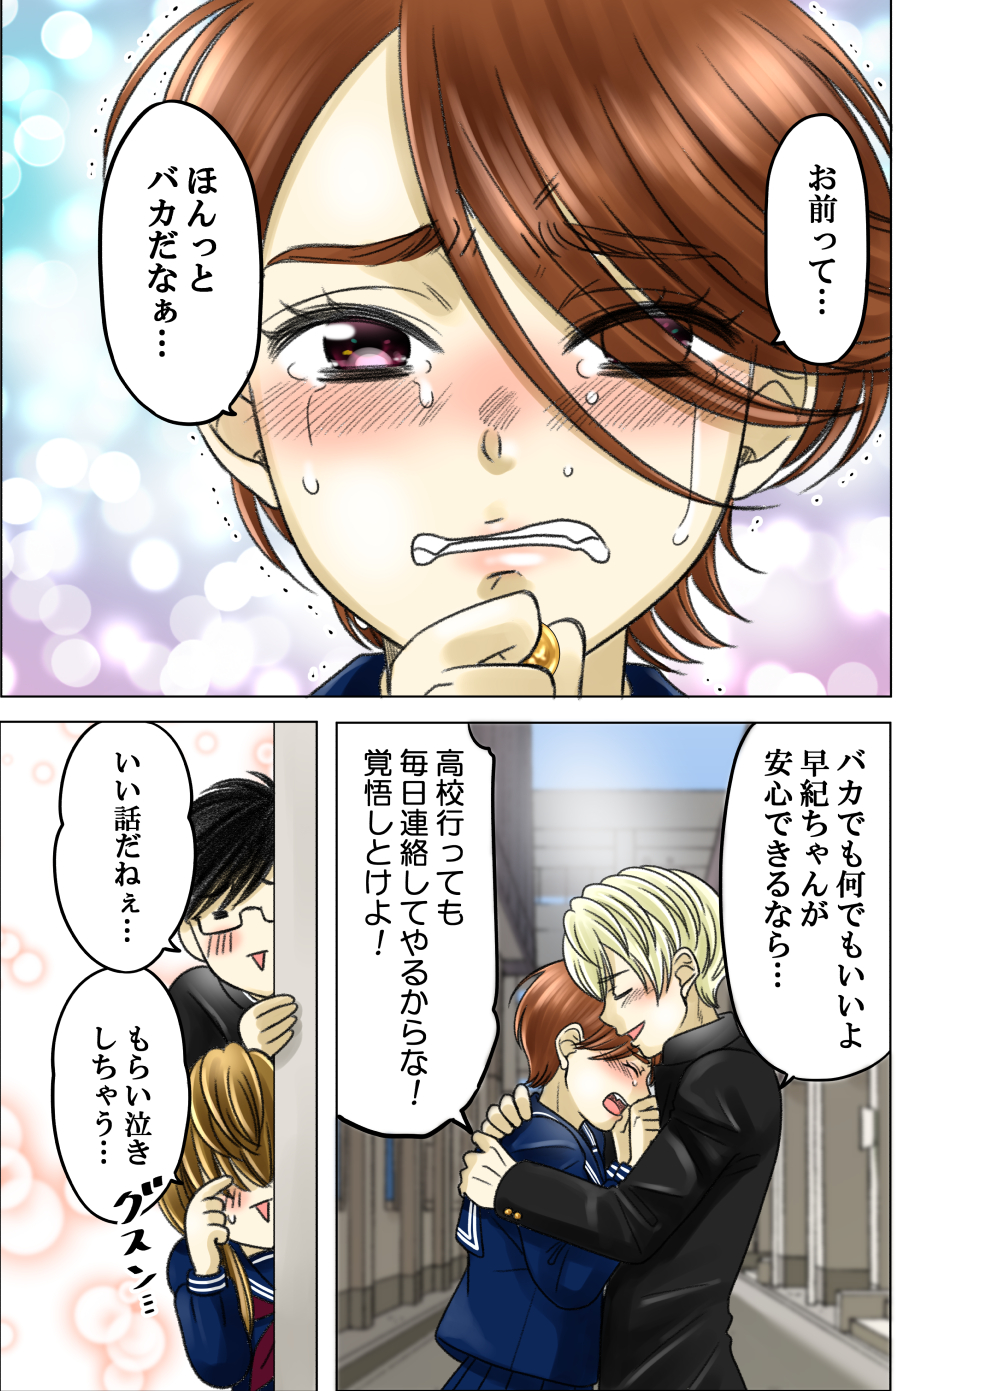 お前って…
ほんっと
バカだなぁ…
バカでも何でもいいよ
早紀ちゃんが
安心できるなら…
高校行っても
毎日連絡してやるからな！
覚悟しとけよ！
いい話だねぇ…
もらい泣き
しちゃう…
グスン…